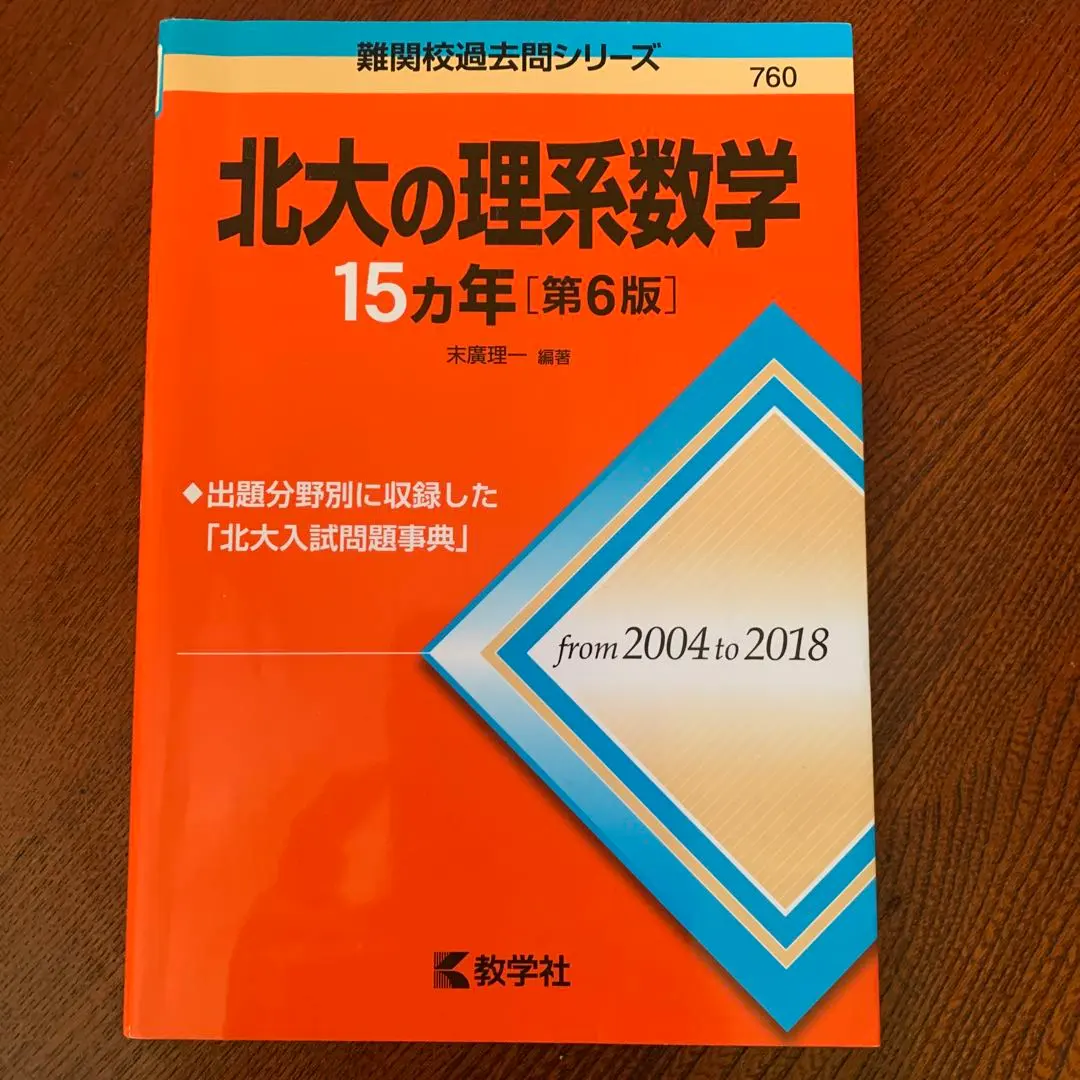 難関校過去問シリーズ
760
北大の理系数学
15カ年[第6版]
末廣理一 編著
◆出題分野別に収録した
「北大入試問題事典」
from 2004 to 2018
教学社